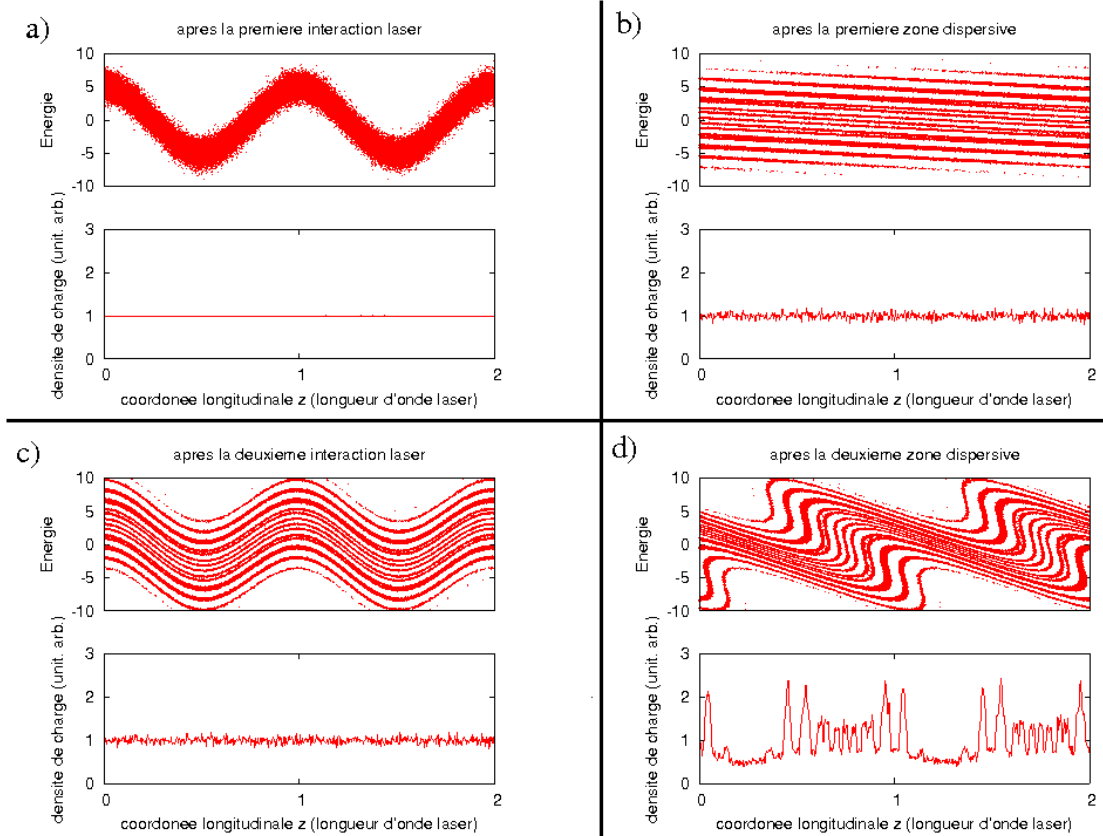 a)
apres la premiere interaction laser
10
5
0
-5
-10
Energie
3
2
1
0
densite de charge (unit. arb.)
0
1
2
coordonee longitudinale z (longueur d'onde laser)
b)
apres la premiere zone dispersive
10
5
0
-5
-10
Energie
3
2
1
0
densite de charge (unit. arb.)
0
1
2
coordonee longitudinale z (longueur d'onde laser)
c)
apres la deuxieme interaction laser
10
5
0
-5
-10
Energie
3
2
1
0
densite de charge (unit. arb.)
0
1
2
coordonee longitudinale z (longueur d'onde laser)
d)
apres la deuxieme zone dispersive
10
5
0
-5
-10
Energie
3
2
1
0
densite de charge (unit. arb.)
0
1
2
coordonee longitudinale z (longueur d'onde laser)